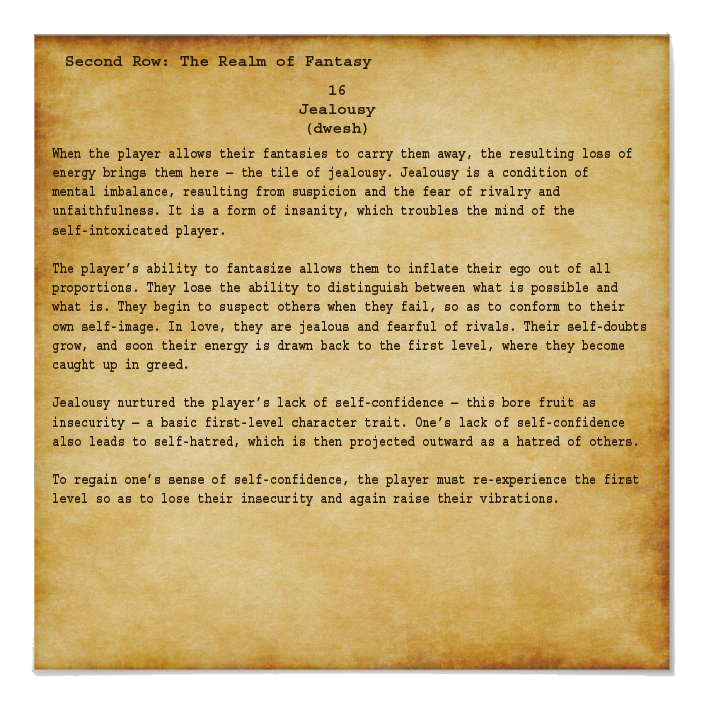 Second Row: The Realm of Fantasy
16
Jealousy
(dwesh)
When the player allows their fantasies to carry them away, the resulting loss of
energy brings them here – the tile of jealousy. Jealousy is a condition of
mental imbalance, resulting from suspicion and the fear of rivalry and
unfaithfulness. It is a form of insanity, which troubles the mind of the
self-intoxicated player.
The player’s ability to fantasize allows them to inflate their ego out of all
proportions. They lose the ability to distinguish between what is possible and
what is. They begin to suspect others when they fail, so as to conform to their
own self-image. In love, they are jealous and fearful of rivals. Their self-doubts
grow, and soon their energy is drawn back to the first level, where they become
caught up in greed.
Jealousy nurtured the player’s lack of self-confidence – this bore fruit as
insecurity – a basic first-level character trait. One’s lack of self-confidence
also leads to self-hatred, which is then projected outward as a hatred of others.
To regain one’s sense of self-confidence, the player must re-experience the first
level so as to lose their insecurity and again raise their vibrations.